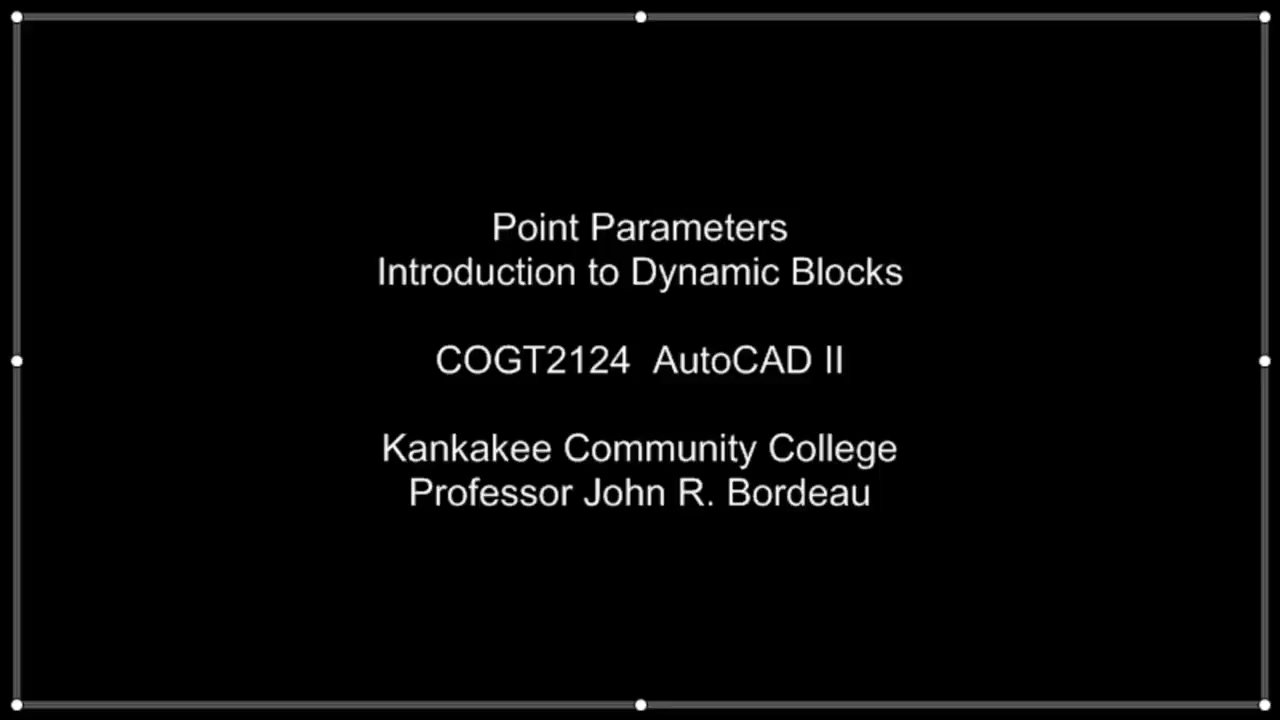 Point Parameters
Introduction to Dynamic Blocks
COGT2124 AutoCAD II
Kankakee Community College
Professor John R. Bordeau